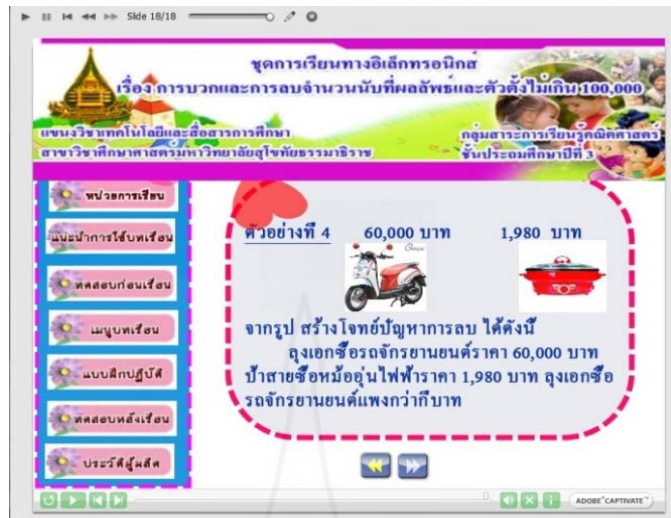 Slide 18/18
ชุดการเรียนทางอิเล็กทรอนิกส์
เรื่อง การบวกและการลบจำนวนนับที่ผลลัพธ์และตัวตั้งไม่เกิน 100,000
แขนงวิชาเทคโนโลยีและสื่อสารการศึกษา
กลุ่มสาระการเรียนรู้คณิตศาสตร์
สาขาวิชาศึกษาศาสตร์มหาวิทยาลัยสุโขทัยธรรมาธิราช
ชั้นประถมศึกษาปีที่ 3
หน่วยการเรียน
แนะนำการใช้บทเรียน
ทดสอบก่อนเรียน
เมนูบทเรียน
แบบฝึกปฏิบัติ
ทดสอบหลังเรียน
ประวัติผู้ผลิต
ตัวอย่างที่ 4 60,000 บาท 1,980 บาท
จากรูป สร้างโจทย์ปัญหาการลบ ได้ดังนี้
ลุงเอกซื้อรถจักรยานยนต์ราคา 60,000 บาท
ป้าสายซื้อหม้ออุ่นไฟฟ้าราคา 1,980 บาท ลุงเอกซื้อ
รถจักรยานยนต์แพงกว่ากี่บาท
ADOBE CAPTIVATE™